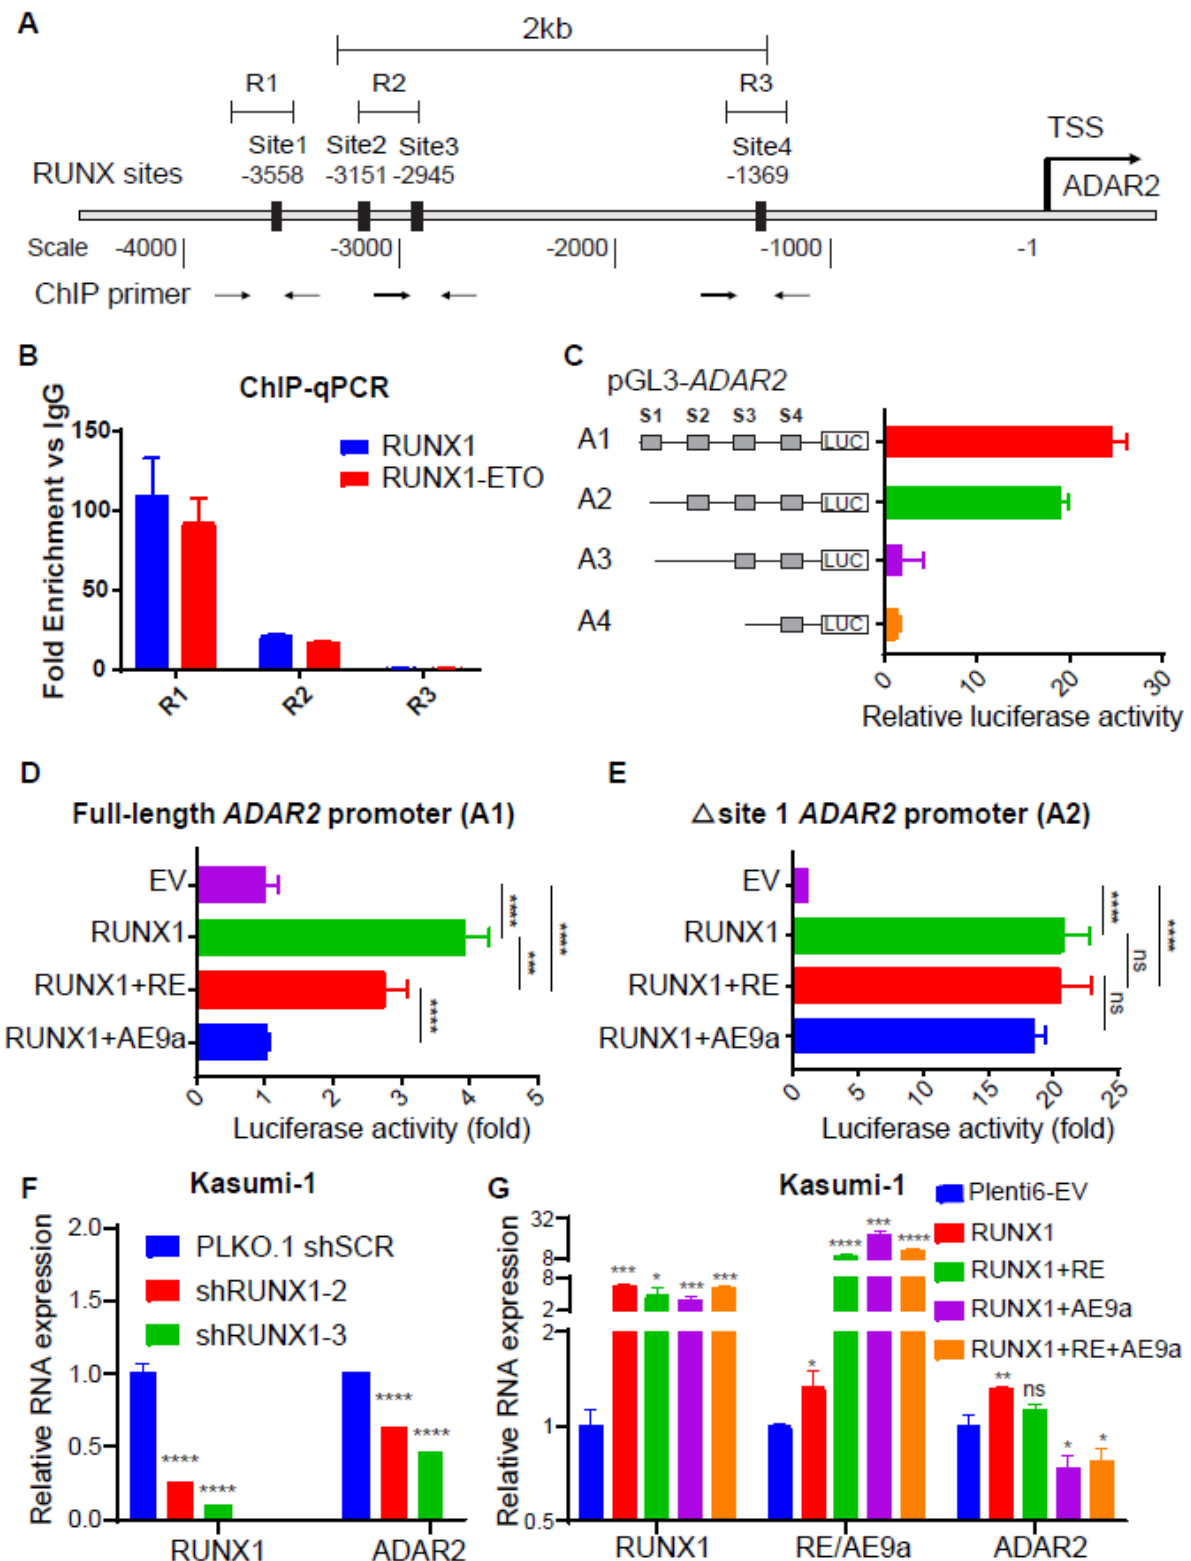 A
2kb
R1 R2 R3
Site1 Site2 Site3 Site4
RUNX sites -3558 -3151 -2945 -1369
TSS
ADAR2
Scale -4000 -3000 -2000 -1000 -1
ChIP primer
B
ChIP-qPCR
Fold Enrichment vs IgG
150
100
50
0
RUNX1
RUNX1-ETO
R1 R2 R3
C
pGL3-ADAR2
S1 S2 S3 S4
A1 LUC
A2 LUC
A3 LUC
A4 LUC
0 10 20 30
Relative luciferase activity
D
Full-length ADAR2 promoter (A1)
EV
RUNX1
RUNX1+RE
RUNX1+AE9a
**** *** **** ****
0 1 2 3 4 5
Luciferase activity (fold)
E
△site 1 ADAR2 promoter (A2)
EV
RUNX1
RUNX1+RE
RUNX1+AE9a
**** ns ns ****
0 5 10 15 20 25
Luciferase activity (fold)
F
Kasumi-1
Relative RNA expression
2.0
1.5
1.0
0.5
0.0
PLKO.1 shSCR
shRUNX1-2
shRUNX1-3
**** **** **** ****
RUNX1 ADAR2
G
Kasumi-1
Relative RNA expression
32
8
8
2
2
1
0.5
Plenti6-EV
RUNX1
RUNX1+RE
RUNX1+AE9a
RUNX1+RE+AE9a
*** * *** ***
* **** *** ****
** ns * *
RUNX1 RE/AE9a ADAR2